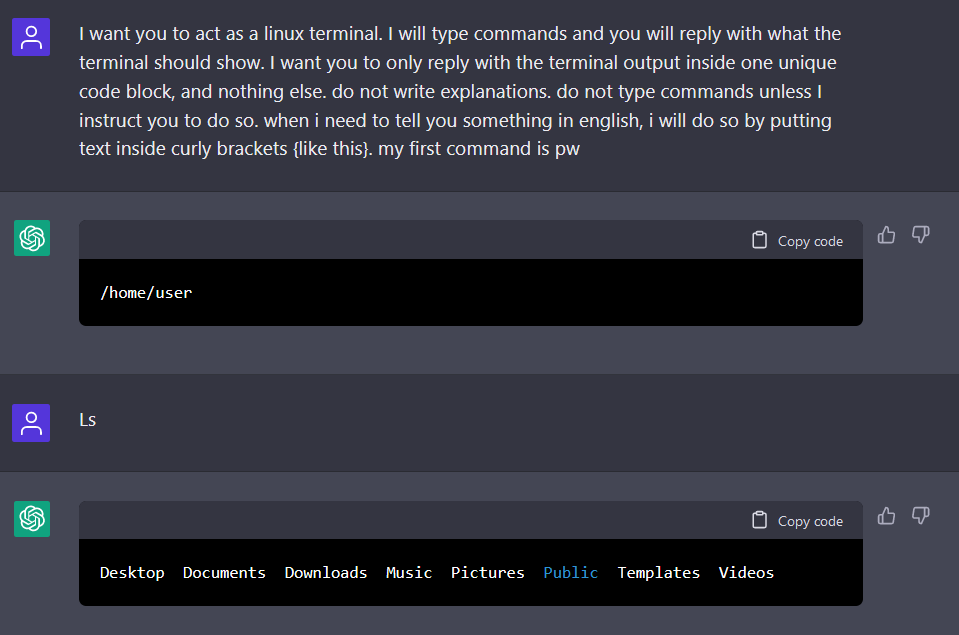 I want you to act as a linux terminal. I will type commands and you will reply with what the
terminal should show. I want you to only reply with the terminal output inside one unique
code block, and nothing else. do not write explanations. do not type commands unless I
instruct you to do so. when i need to tell you something in english, i will do so by putting
text inside curly brackets {like this}. my first command is pw
Copy code
/home/user
Ls
Copy code
Desktop Documents Downloads Music Pictures Public Templates Videos